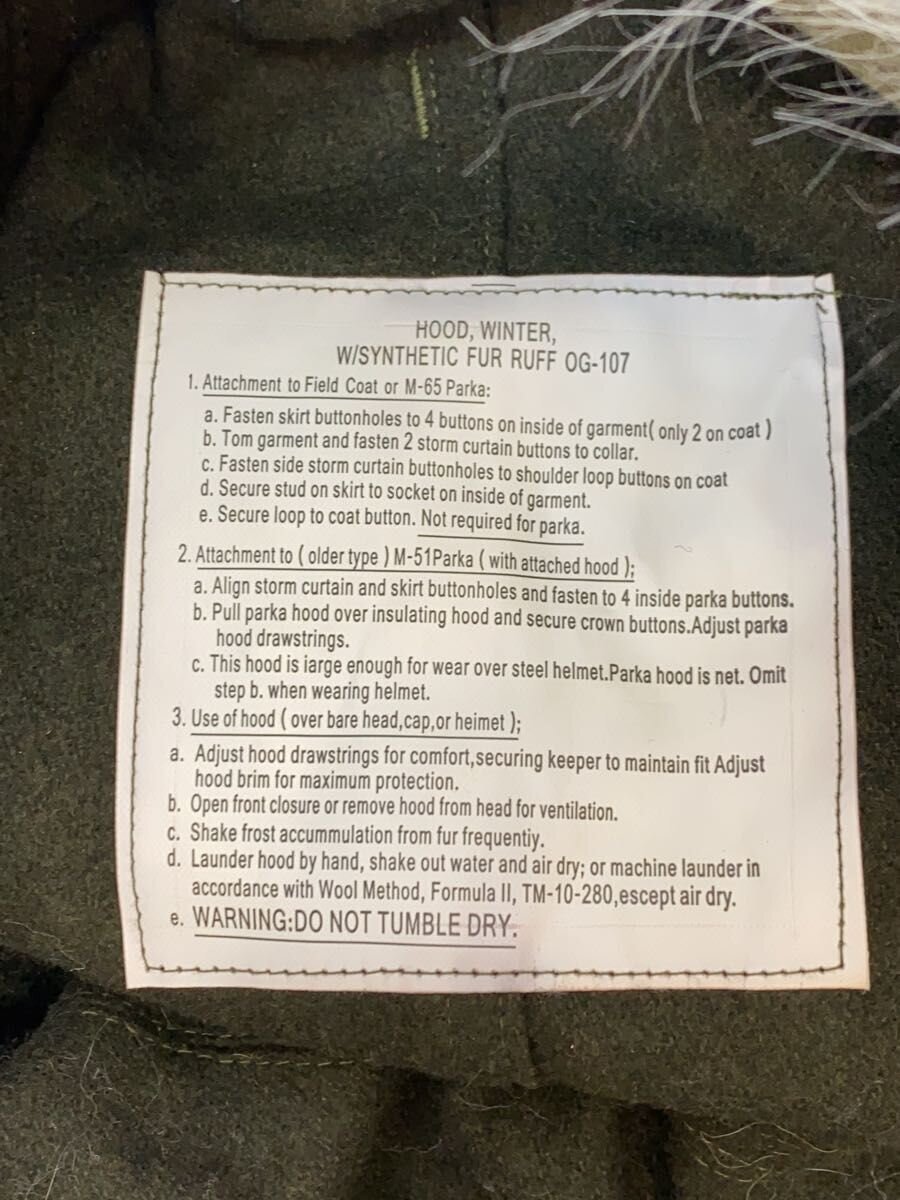 HOOD, WINTER,
W/SYNTHETIC FUR RUFF OG-107
1. Attachment to Field Coat or M-65 Parka:
a. Fasten skirt buttonholes to 4 buttons on inside of garment( only 2 on coat )
b. Tom garment and fasten 2 storm curtain buttons to collar.
c. Fasten side storm curtain buttonholes to shoulder loop buttons on coat
d. Secure stud on skirt to socket on inside of garment.
e. Secure loop to coat button. Not required for parka.
2. Attachment to ( older type ) M-51Parka ( with attached hood );
a. Align storm curtain and skirt buttonholes and fasten to 4 inside parka buttons.
b. Pull parka hood over insulating hood and secure crown buttons.Adjust parka
hood drawstrings.
c. This hood is iarge enough for wear over steel helmet.Parka hood is net. Omit
step b. when wearing helmet.
3. Use of hood ( over bare head,cap,or heimet );
a. Adjust hood drawstrings for comfort,securing keeper to maintain fit Adjust
hood brim for maximum protection.
b. Open front closure or remove hood from head for ventilation.
c. Shake frost accummulation from fur frequentiy.
d. Launder hood by hand, shake out water and air dry; or machine launder in
accordance with Wool Method, Formula II, TM-10-280,escept air dry.
e. WARNING:DO NOT TUMBLE DRY.